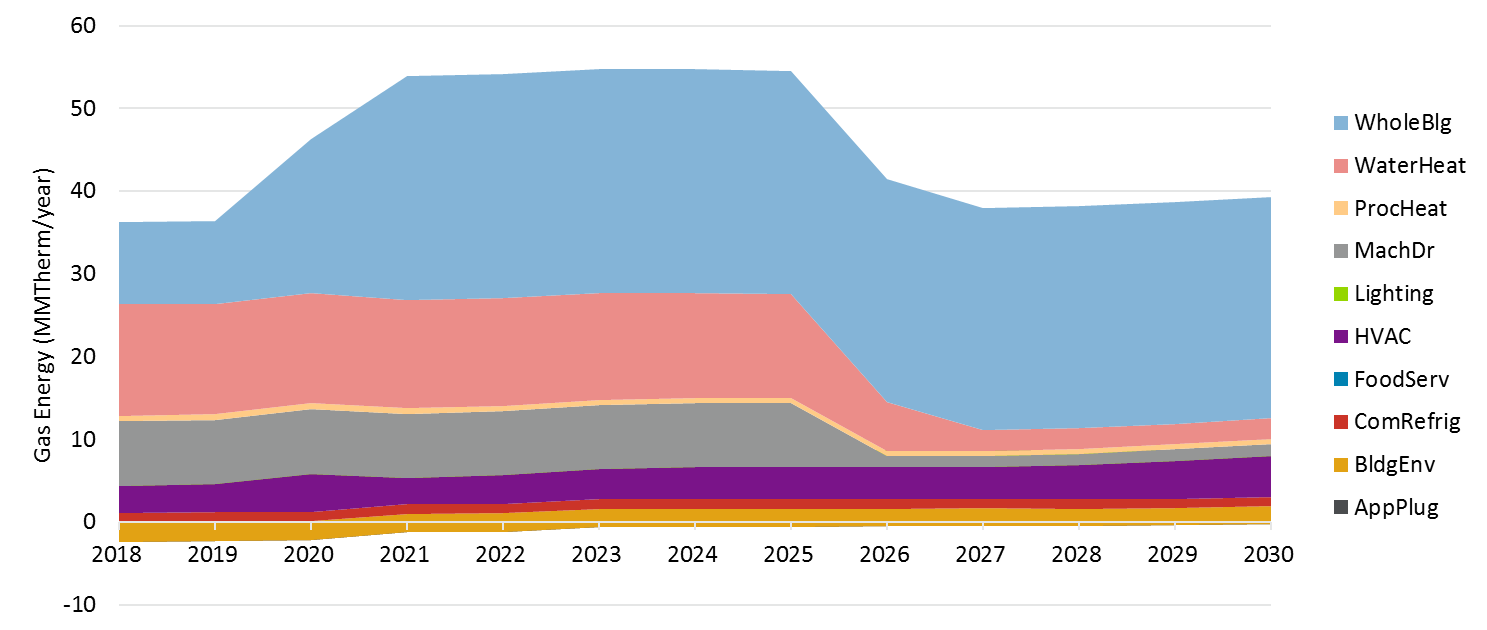 60
50
40
30
20
10
0
-10
Gas Energy (MMTherm/year)
2018 2019 2020 2021 2022 2023 2024 2025 2026 2027 2028 2029 2030
WholeBlg
WaterHeat
ProcHeat
MachDr
Lighting
HVAC
FoodServ
ComRefrig
BldgEnv
AppPlug